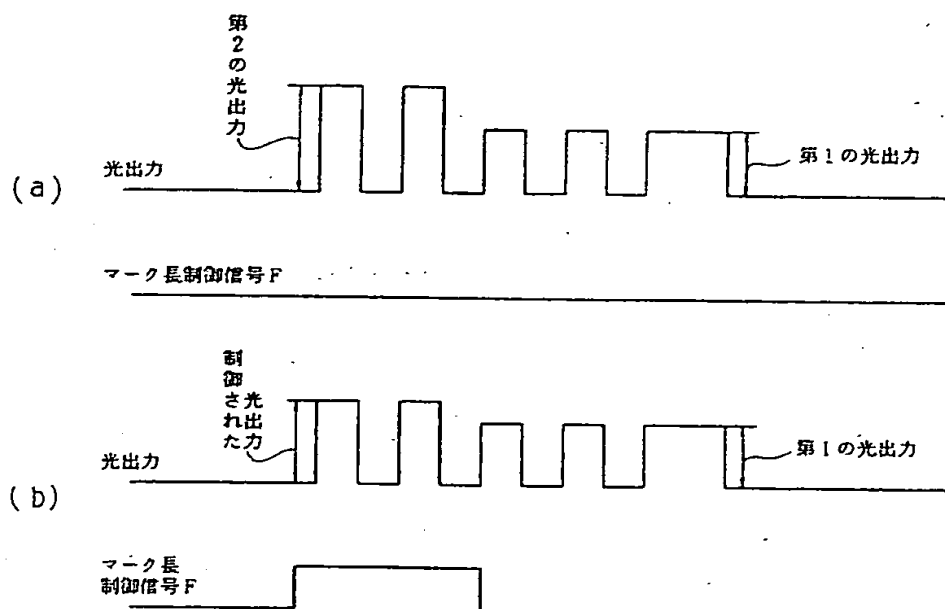 第2の光出力
光出力
第1の光出力
(a)
マーク長制御信号F
制御された
光出力
光出力
第1の光出力
(b)
マーク長
制御信号F